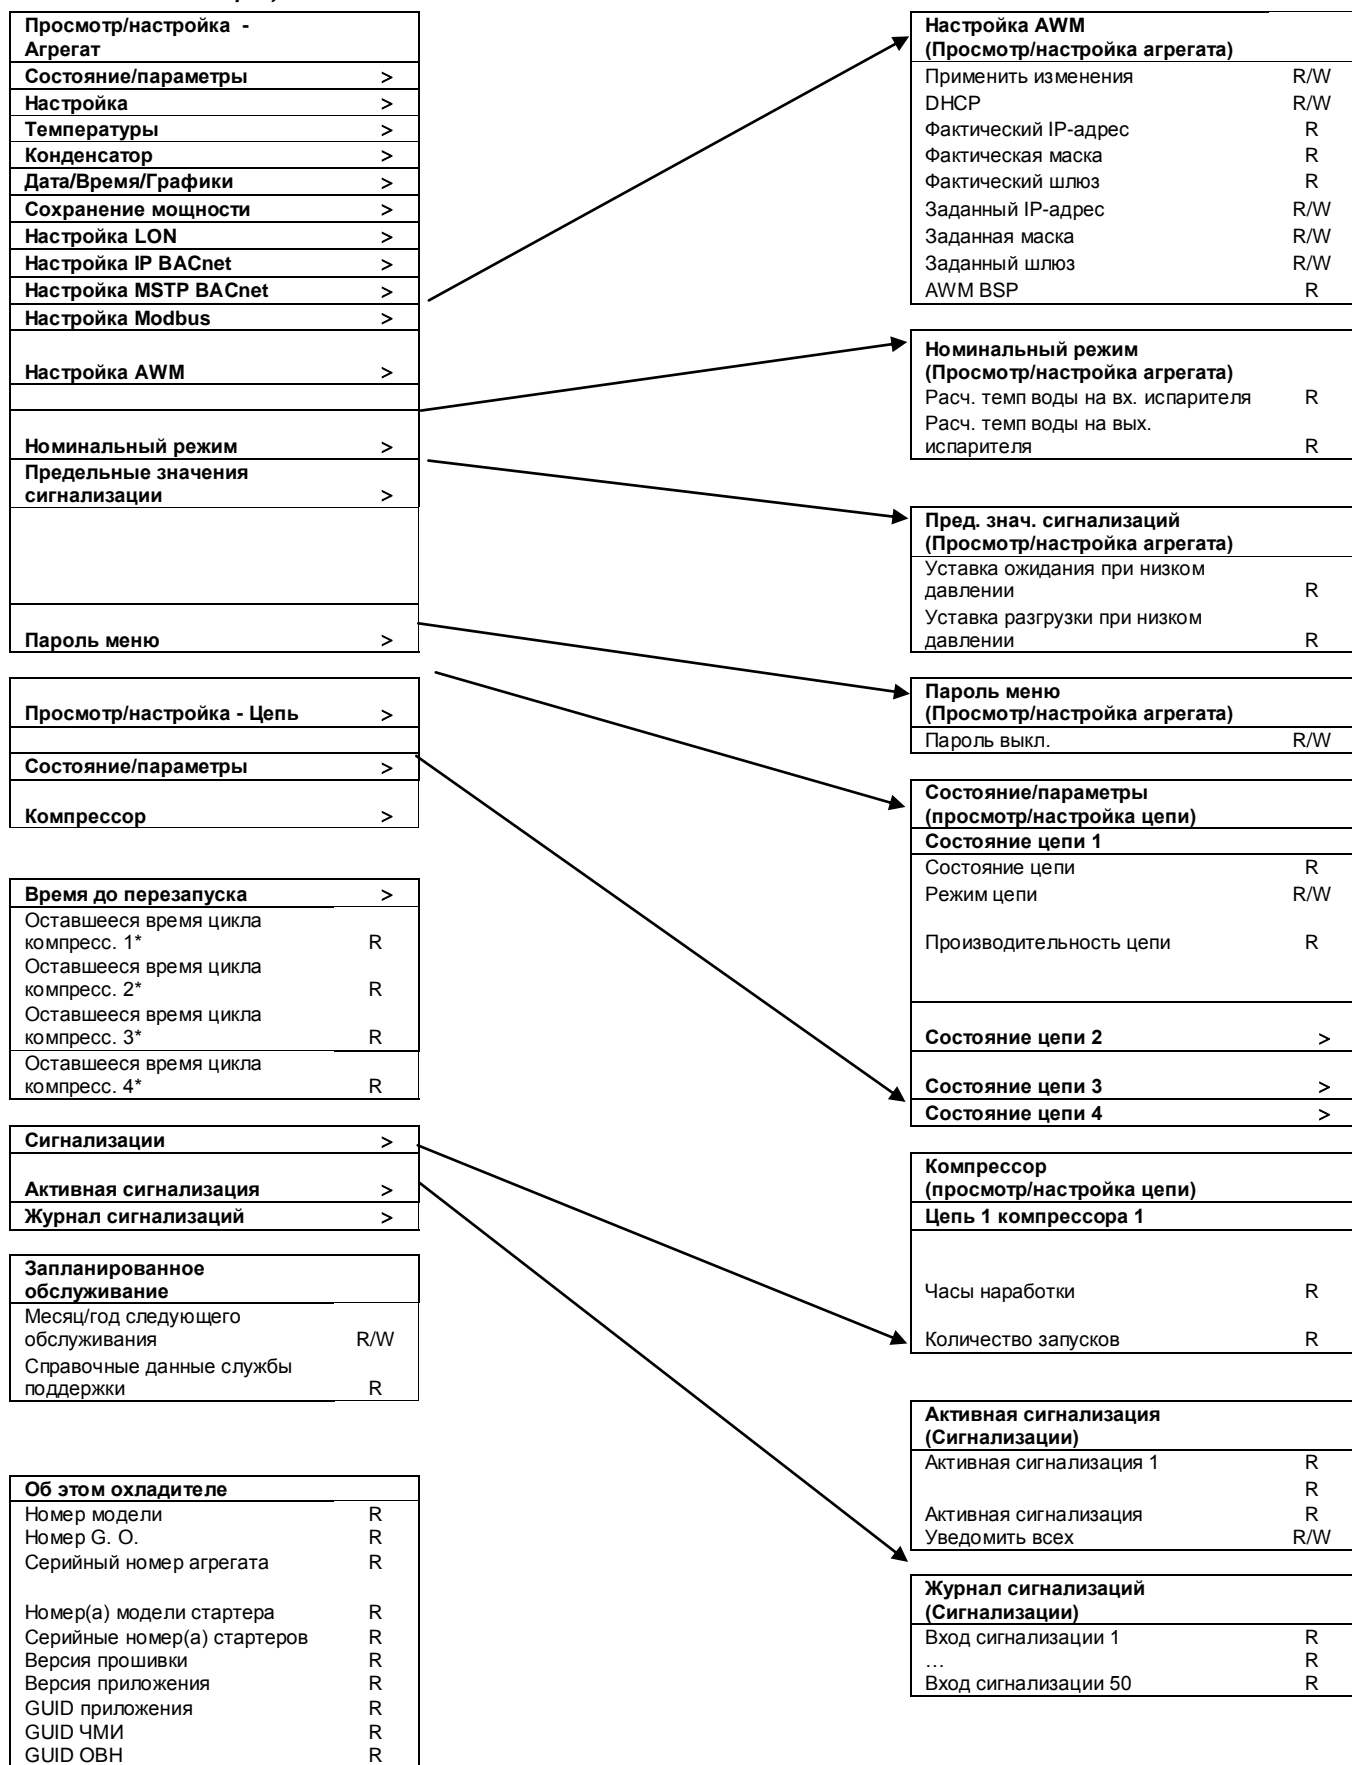 Просмотр/настройка -
Агрегат
Состояние/параметры >
Настройка >
Температуры >
Конденсатор >
Дата/Время/Графики >
Сохранение мощности >
Настройка LON >
Настройка IP BACnet >
Настройка MSTP BACnet >
Настройка Modbus >
Настройка AWM >
Номинальный режим >
Предельные значения
сигнализации >
Пароль меню >
Просмотр/настройка - Цепь >
Состояние/параметры >
Компрессор >
Время до перезапуска >
Оставшееся время цикла
компресс. 1* R
Оставшееся время цикла
компресс. 2* R
Оставшееся время цикла
компресс. 3* R
Оставшееся время цикла
компресс. 4* R
Сигнализации >
Активная сигнализация >
Журнал сигнализаций >
Запланированное
обслуживание
Месяц/год следующего
обслуживания R/W
Справочные данные службы
поддержки R
Об этом охладителе
Номер модели R
Номер G. O. R
Серийный номер агрегата R
Номер(а) модели стартера R
Серийные номер(а) стартеров R
Версия прошивки R
Версия приложения R
GUID приложения R
GUID ЧМИ R
GUID OBH R
Настройка AWM
(Просмотр/настройка агрегата)
Применить изменения R/W
DHCP R/W
Фактический IP-адрес R
Фактическая маска R
Фактический шлюз R
Заданный IP-адрес R/W
Заданная маска R/W
Заданный шлюз R/W
AWM BSP R
Номинальный режим
(Просмотр/настройка агрегата)
Расч. темп воды на вх. испарителя R
Расч. темп воды на вых.
испарителя R
Пред. знач. сигнализаций
(Просмотр/настройка агрегата)
Уставка ожидания при низком
давлении R
Уставка разгрузки при низком
давлении R
Пароль меню
(Просмотр/настройка агрегата)
Пароль выкл. R/W
Состояние/параметры
(просмотр/настройка цепи)
Состояние цепи 1
Состояние цепи R
Режим цепи R/W
Производительность цепи R
Состояние цепи 2 >
Состояние цепи 3 >
Состояние цепи 4 >
Компрессор
(просмотр/настройка цепи)
Цепь 1 компрессора 1
Часы наработки R
Количество запусков R
Активная сигнализация
(Сигнализации)
Активная сигнализация 1 R
R
Активная сигнализация R
Уведомить всех R/W
Журнал сигнализаций
(Сигнализации)
Вход сигнализации 1 R
… R
Вход сигнализации 50 R